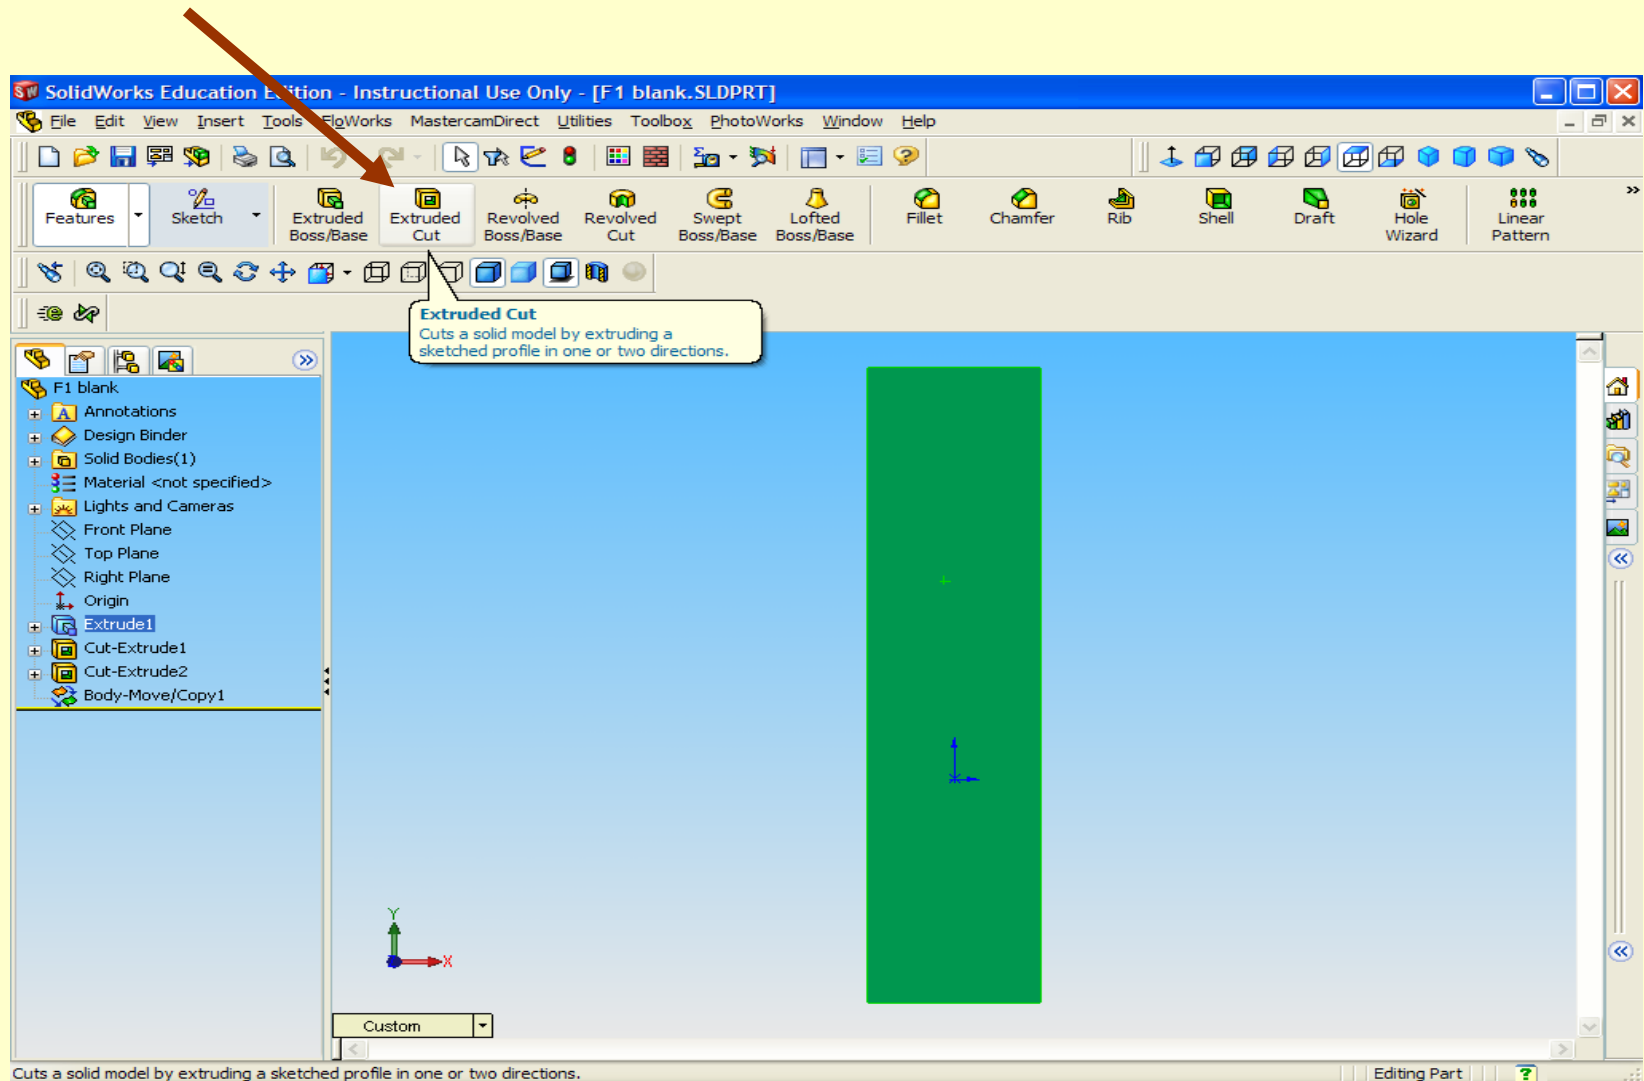 SolidWorks Education Edition - Instructional Use Only - [F1 blank.SLDPRT]
File Edit View Insert Tools FloWorks MastercamDirect Utilities Toolbox PhotoWorks Window Help
Features Sketch Extruded Boss/Base Extruded Cut Revolved Boss/Base Revolved Cut Swept Boss/Base Lofted Boss/Base Fillet Chamfer Rib Shell Draft Hole Wizard Linear Pattern
Extruded Cut
Cuts a solid model by extruding a
sketched profile in one or two directions.
F1 blank
Annotations
Design Binder
Solid Bodies(1)
Material <not specified>
Lights and Cameras
Front Plane
Top Plane
Right Plane
Origin
Extrude1
Cut-Extrude1
Cut-Extrude2
Body-Move/Copy1
Y
X
Custom
Cuts a solid model by extruding a sketched profile in one or two directions.
Editing Part